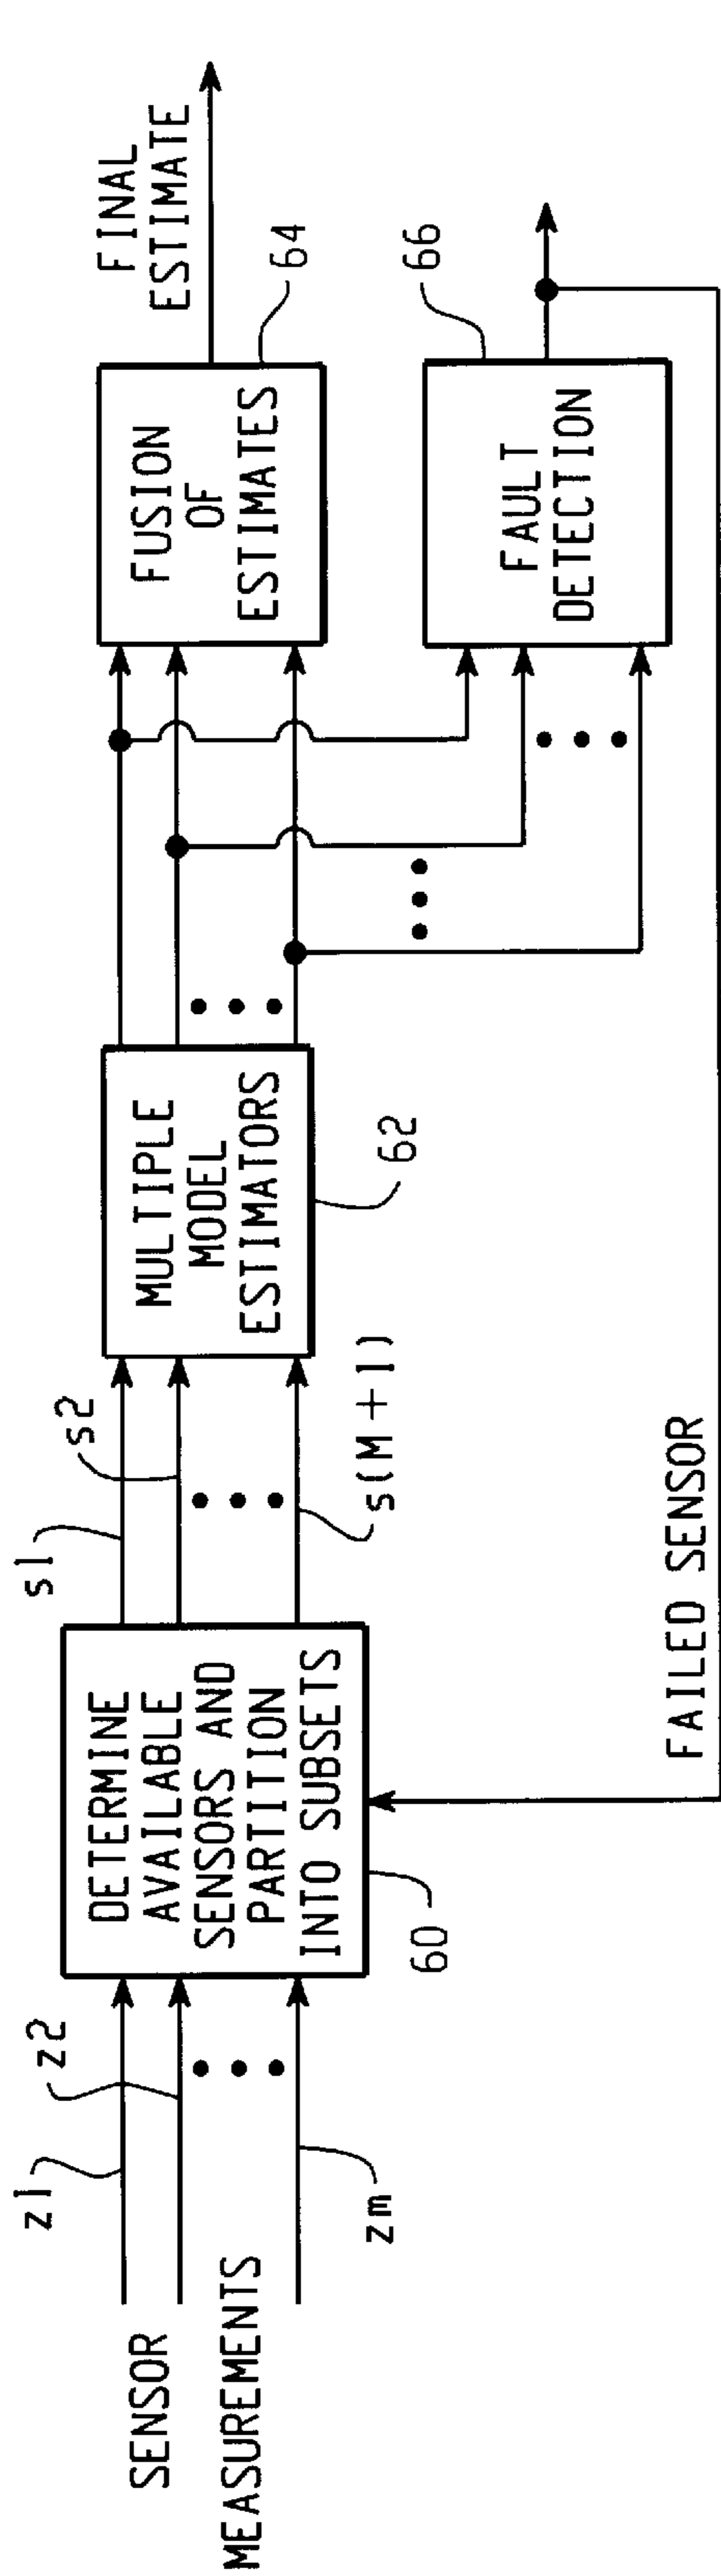 SENSOR
MEASUREMENTS
z1
z2
zm
DETERMINE
AVAILABLE
SENSORS AND
PARTITION
INTO SUBSETS
60
s1
s2
s(M+1)
MULTIPLE
MODEL
ESTIMATORS
62
FUSION
OF
ESTIMATES
64
FINAL
ESTIMATE
FAULT
DETECTION
66
FAILED SENSOR